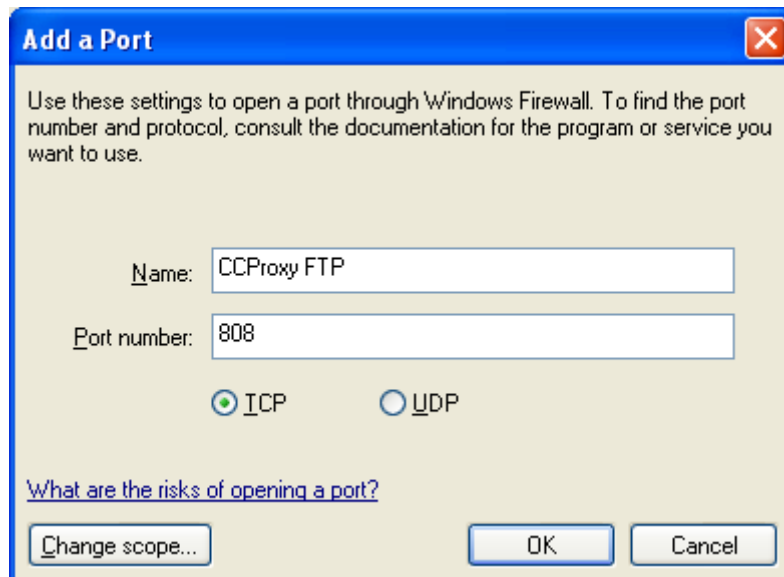 Add a Port
Use these settings to open a port through Windows Firewall. To find the port
number and protocol, consult the documentation for the program or service you
want to use.
Name: CCProxy FTP
Port number: 808
TCP UDP
What are the risks of opening a port?
Change scope... OK Cancel